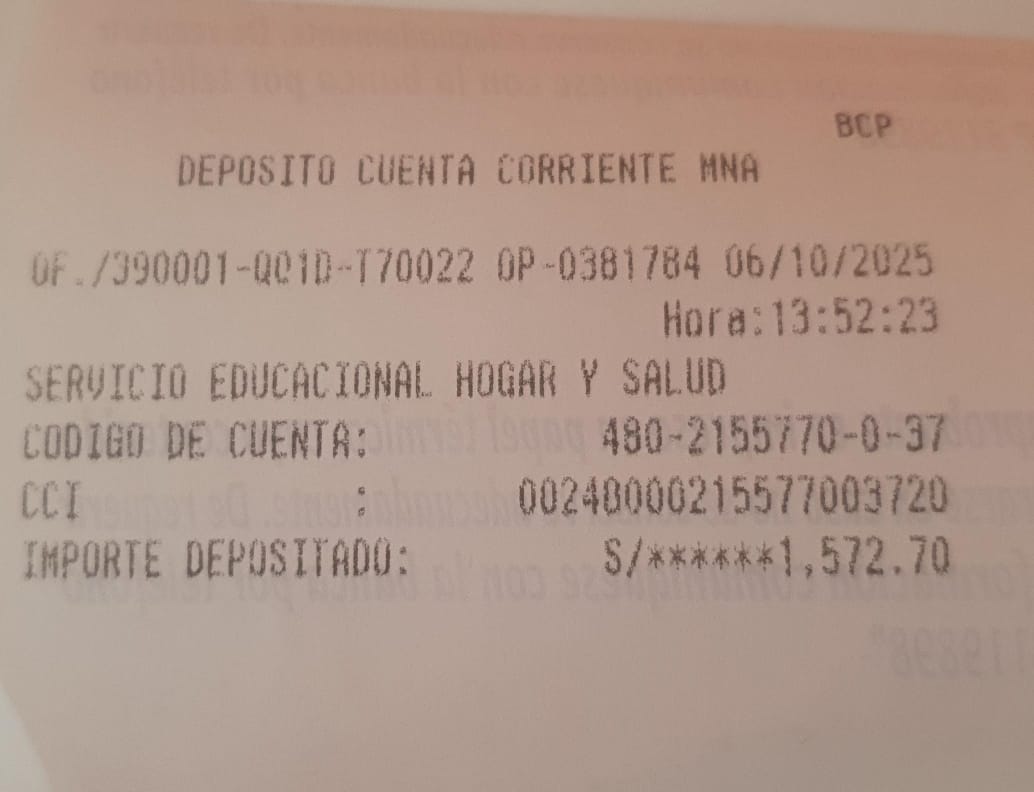 BCP
DEPOSITO CUENTA CORRIENTE MNA
OF./390001-QQ1D-T70022 OP-0381784 06/10/2025
Hora:13:52:23
SERVICIO EDUCACIONAL HOGAR Y SALUD
CODIGO DE CUENTA: 480-2155770-0-37
CCI : 00248000215577003720
IMPORTE DEPOSITADO: S/******1,572.70